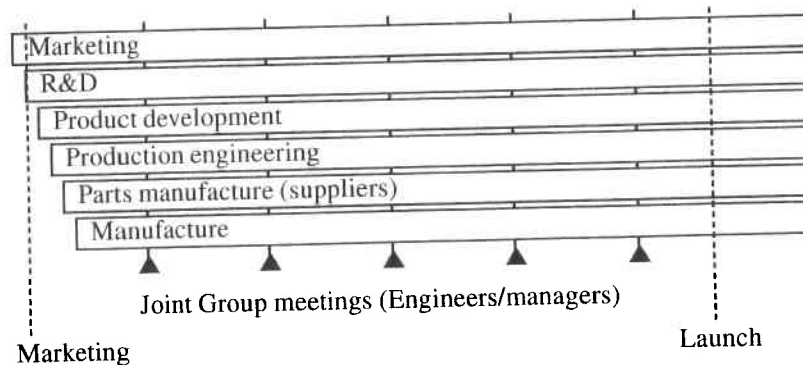 Marketing
R&D
Product development
Production engineering
Parts manufacture (suppliers)
Manufacture
Joint Group meetings (Engineers/managers)
Marketing
Launch